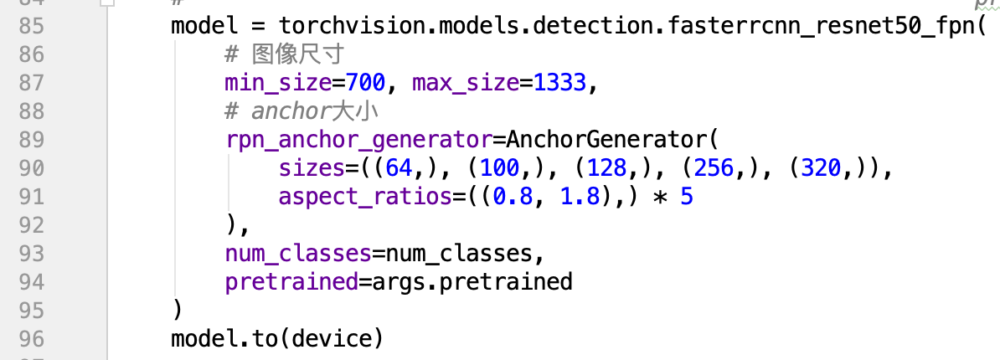 85 model = torchvision.models.detection.fasterrcnn_resnet50_fpn(
86 # 图像尺寸
87 min_size=700, max_size=1333,
88 # anchor大小
89 rpn_anchor_generator=AnchorGenerator(
90 sizes=((64,), (100,), (128,), (256,), (320,)),
91 aspect_ratios=((0.8, 1.8),) * 5
92 ),
93 num_classes=num_classes,
94 pretrained=args.pretrained
95 )
96 model.to(device)